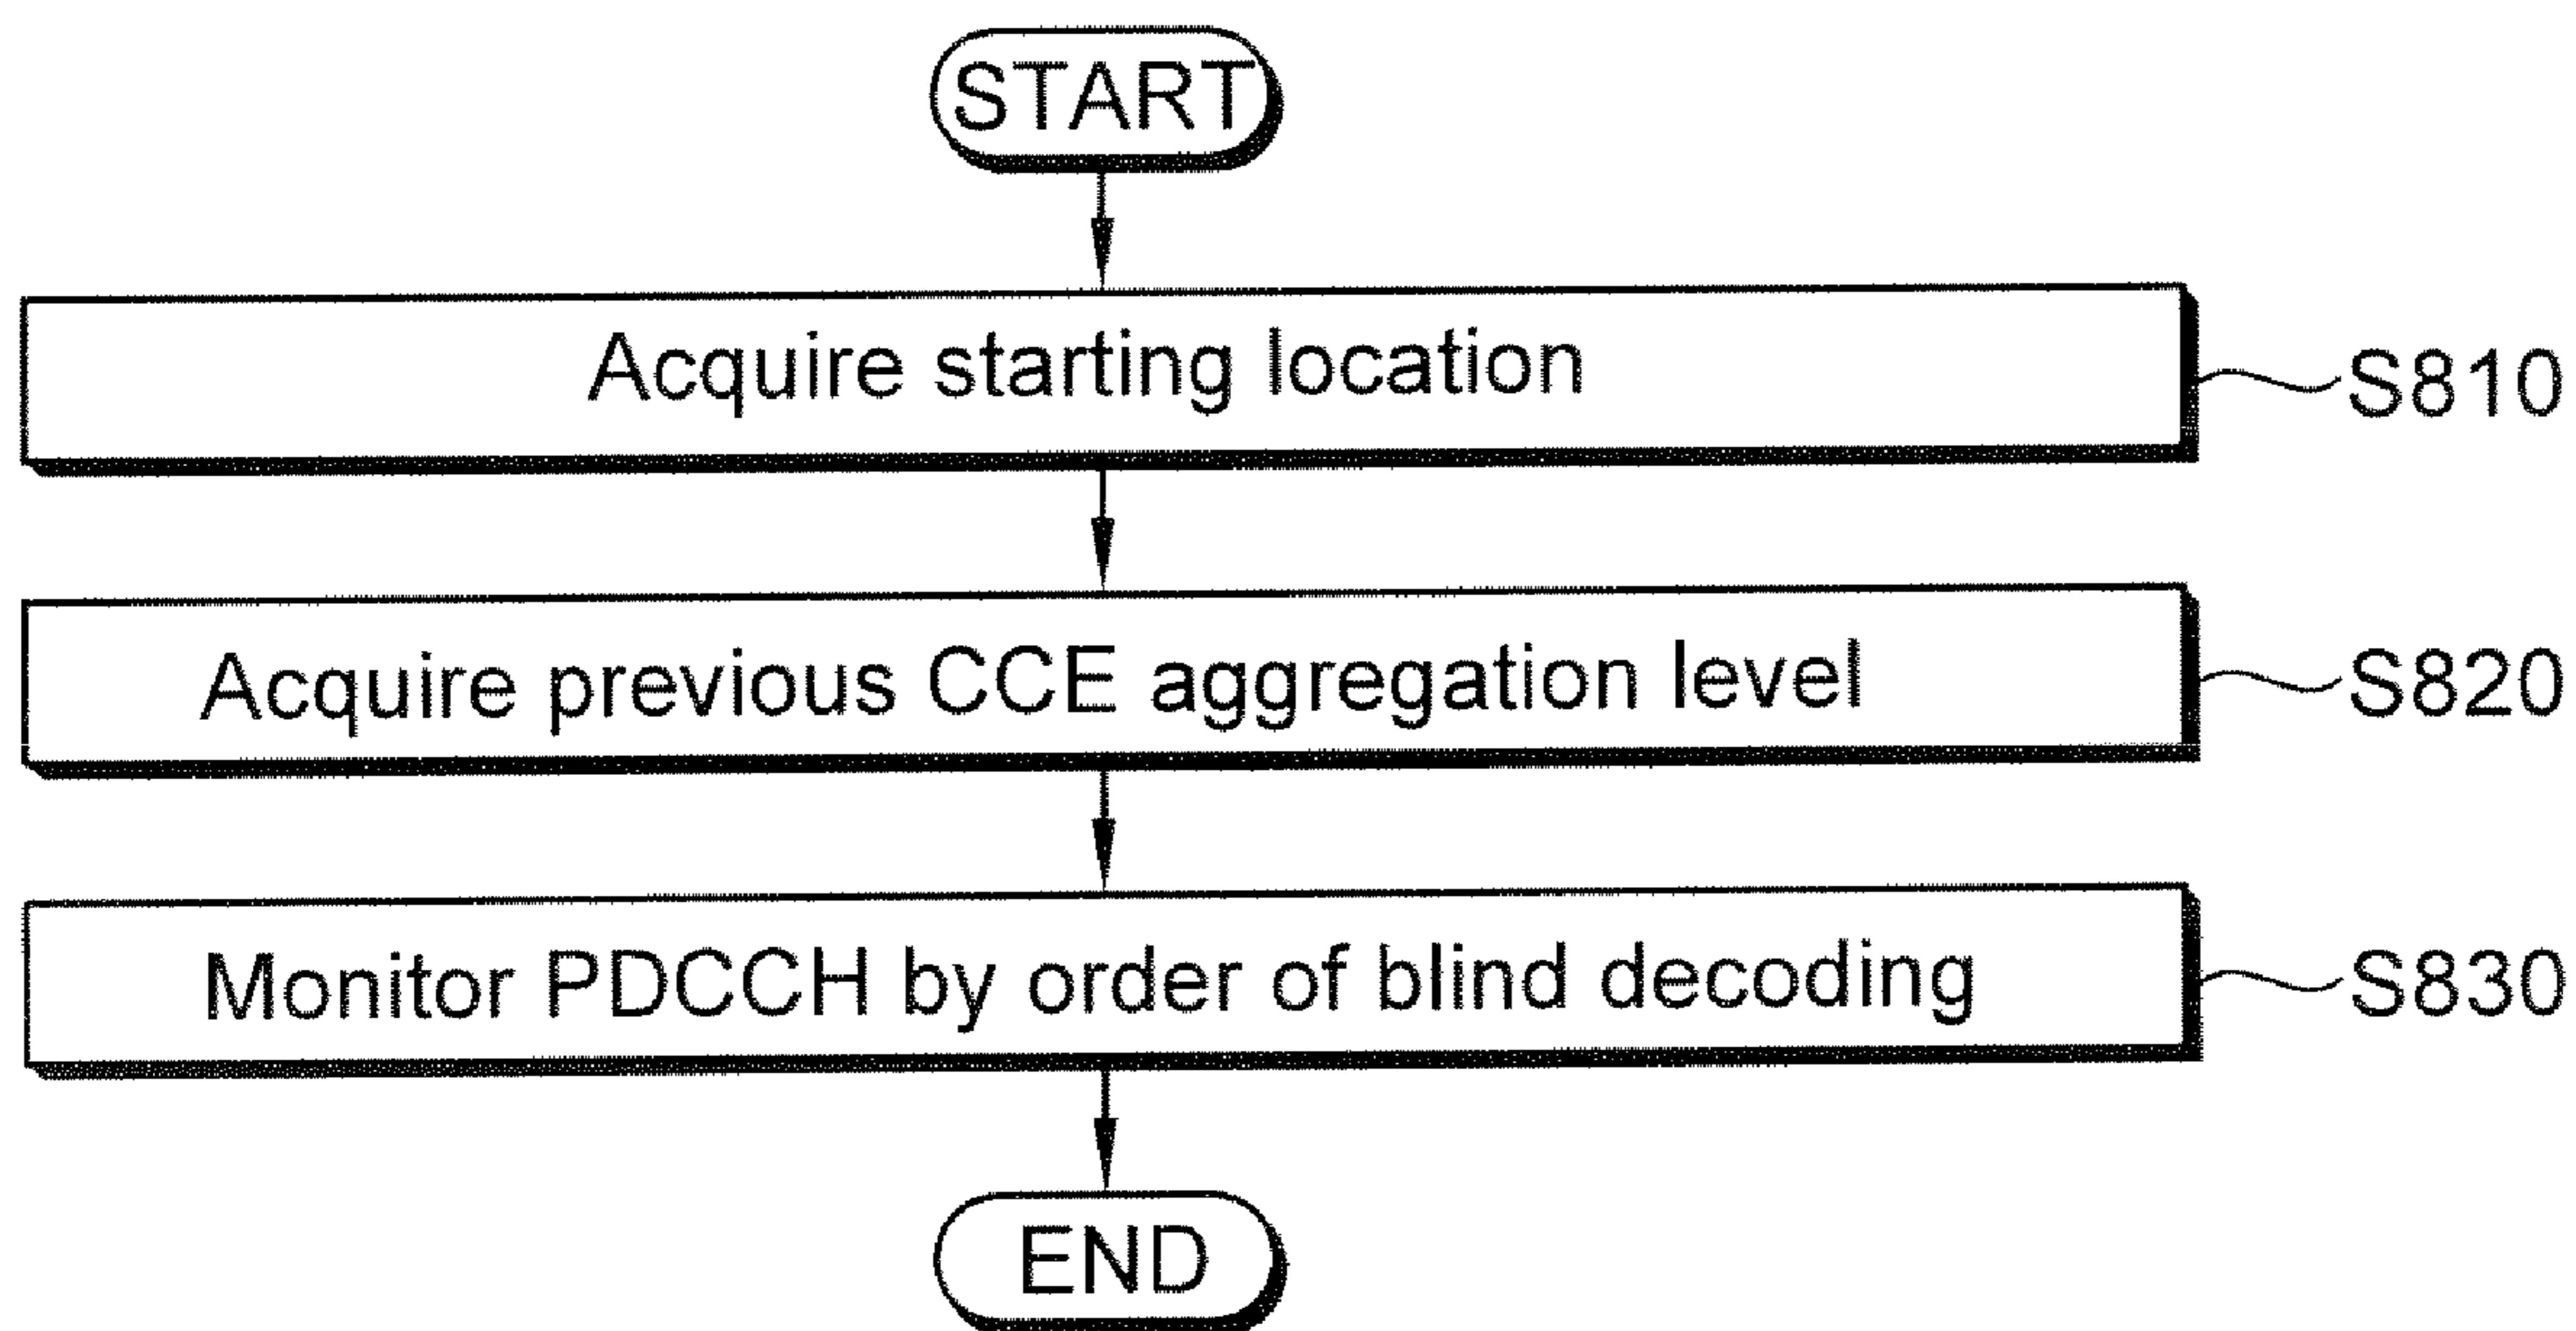 START
Acquire starting location
S810
Acquire previous CCE aggregation level
S820
Monitor PDCCH by order of blind decoding
S830
END